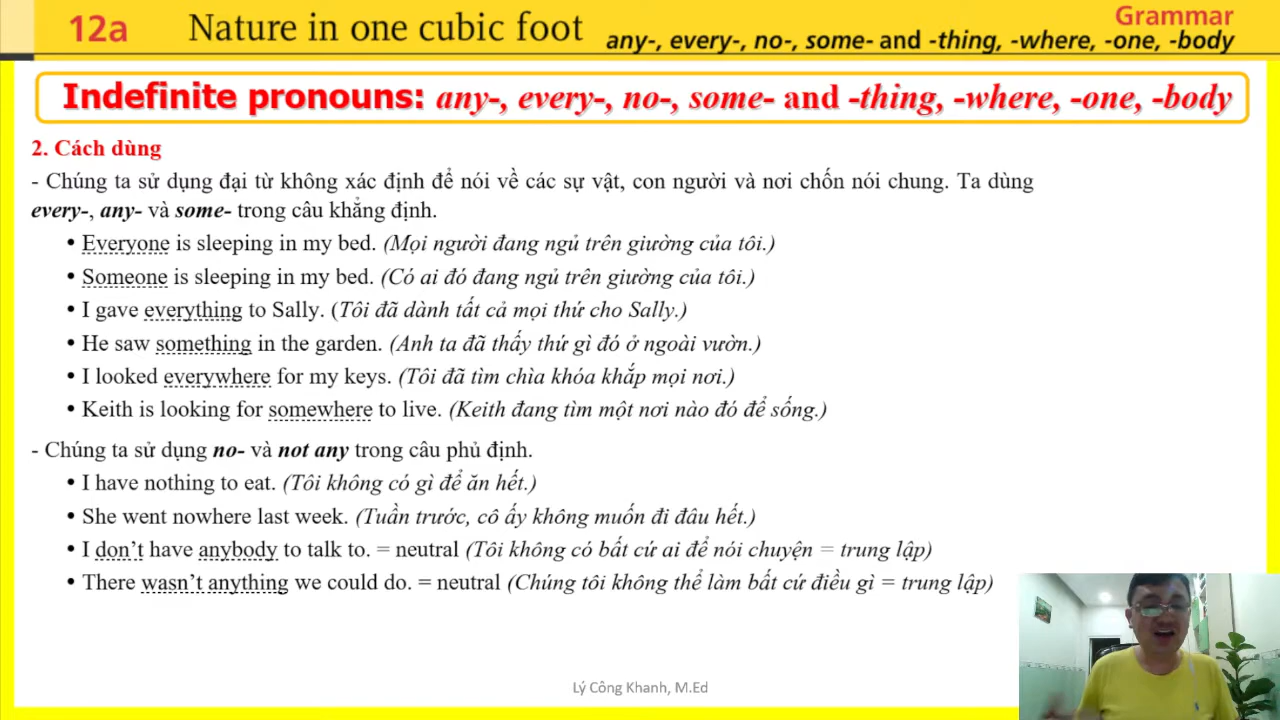 12a Nature in one cubic foot
Grammar
any-, every-, no-, some- and -thing, -where, -one, -body
Indefinite pronouns: any-, every-, no-, some- and -thing, -where, -one, -body
2. Cách dùng
- Chúng ta sử dụng đại từ không xác định để nói về các sự vật, con người và nơi chốn nói chung. Ta dùng
every-, any- và some- trong câu khẳng định.
• Everyone is sleeping in my bed. (Mọi người đang ngủ trên giường của tôi.)
• Someone is sleeping in my bed. (Có ai đó đang ngủ trên giường của tôi.)
• I gave everything to Sally. (Tôi đã dành tất cả mọi thứ cho Sally.)
• He saw something in the garden. (Anh ta đã thấy thứ gì đó ở ngoài vườn.)
• I looked everywhere for my keys. (Tôi đã tìm chìa khóa khắp mọi nơi.)
• Keith is looking for somewhere to live. (Keith đang tìm một nơi nào đó để sống.)
- Chúng ta sử dụng no- và not any trong câu phủ định.
• I have nothing to eat. (Tôi không có gì để ăn hết.)
• She went nowhere last week. (Tuần trước, cô ấy không muốn đi đâu hết.)
• I don't have anybody to talk to. = neutral (Tôi không có bất cứ ai để nói chuyện = trung lập)
• There wasn't anything we could do. = neutral (Chúng tôi không thể làm bất cứ điều gì = trung lập)
Lý Công Khanh, M.Ed